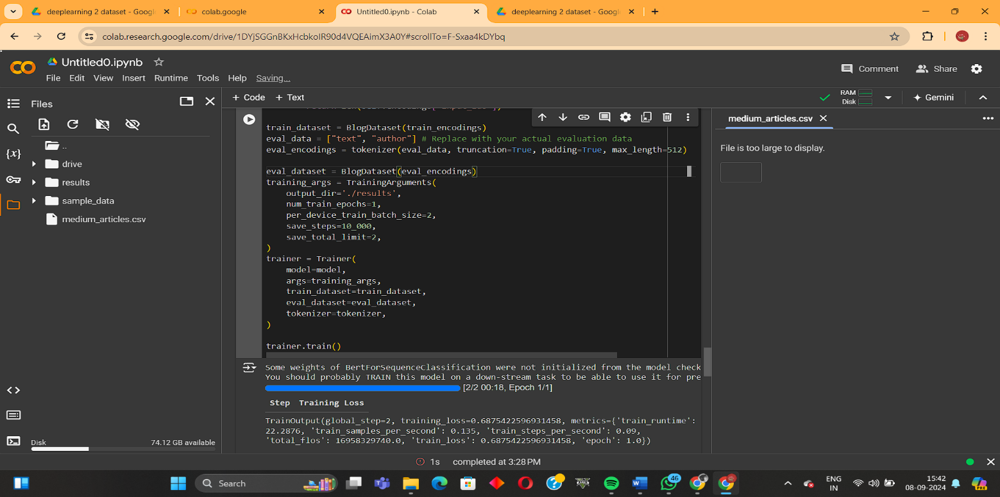 deeplearning 2 dataset - Googl
colab.google
Untitled0.ipynb - Colab
deeplearning 2 dataset - Googl
colab.research.google.com/drive/1DYjSGGnBKxHcbkoIR90d4VQEAimX3A0Y#scrollTo=F-Sxaa4kDYbq
Untitled0.ipynb
Comment
Share
File Edit View Insert Runtime Tools Help Saving...
Files
+ Code + Text
RAM
Disk
Gemini
medium_articles.csv
File is too large to display.
..
drive
results
sample_data
medium_articles.csv
train_dataset = BlogDataset(train_encodings)
eval_data = ["text", "author"] # Replace with your actual evaluation data
eval_encodings = tokenizer(eval_data, truncation=True, padding=True, max_length=512)
eval_dataset = BlogDataset(eval_encodings)
training_args = TrainingArguments(
output_dir='./results',
num_train_epochs=1,
per_device_train_batch_size=2,
save_steps=10_000,
save_total_limit=2,
)
trainer = Trainer(
model=model,
args=training_args,
train_dataset=train_dataset,
eval_dataset=eval_dataset,
tokenizer=tokenizer,
)
trainer.train()
Some weights of BertForSequenceClassification were not initialized from the model check
You should probably TRAIN this model on a down-stream task to be able to use it for pre
[2/2 00:18, Epoch 1/1]
Step Training Loss
TrainOutput(global_step=2, training_loss=0.6875422596931458, metrics={'train_runtime':
22.2876, 'train_samples_per_second': 0.135, 'train_steps_per_second': 0.09,
'total_flos': 16958329740.0, 'train_loss': 0.6875422596931458, 'epoch': 1.0})
Disk
74.12 GB available
1s completed at 3:28 PM
Search
46
ENG
IN
15:42
08-09-2024
PRE